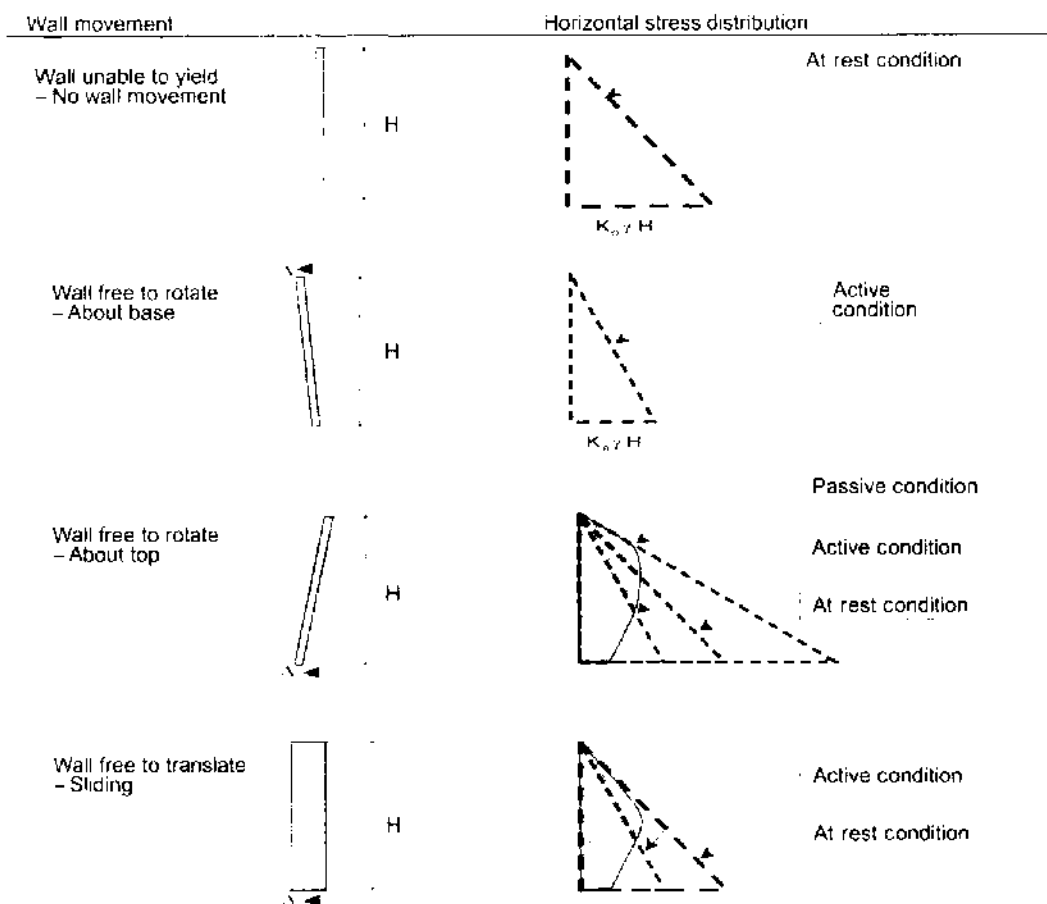 Wall movement
Horizontal stress distribution
Wall unable to yield
– No wall movement
H
At rest condition
K₀ γ H
Wall free to rotate
– About base
H
Active
condition
Kₐ γ H
Wall free to rotate
– About top
H
Passive condition
Active condition
At rest condition
Wall free to translate
– Sliding
H
Active condition
At rest condition